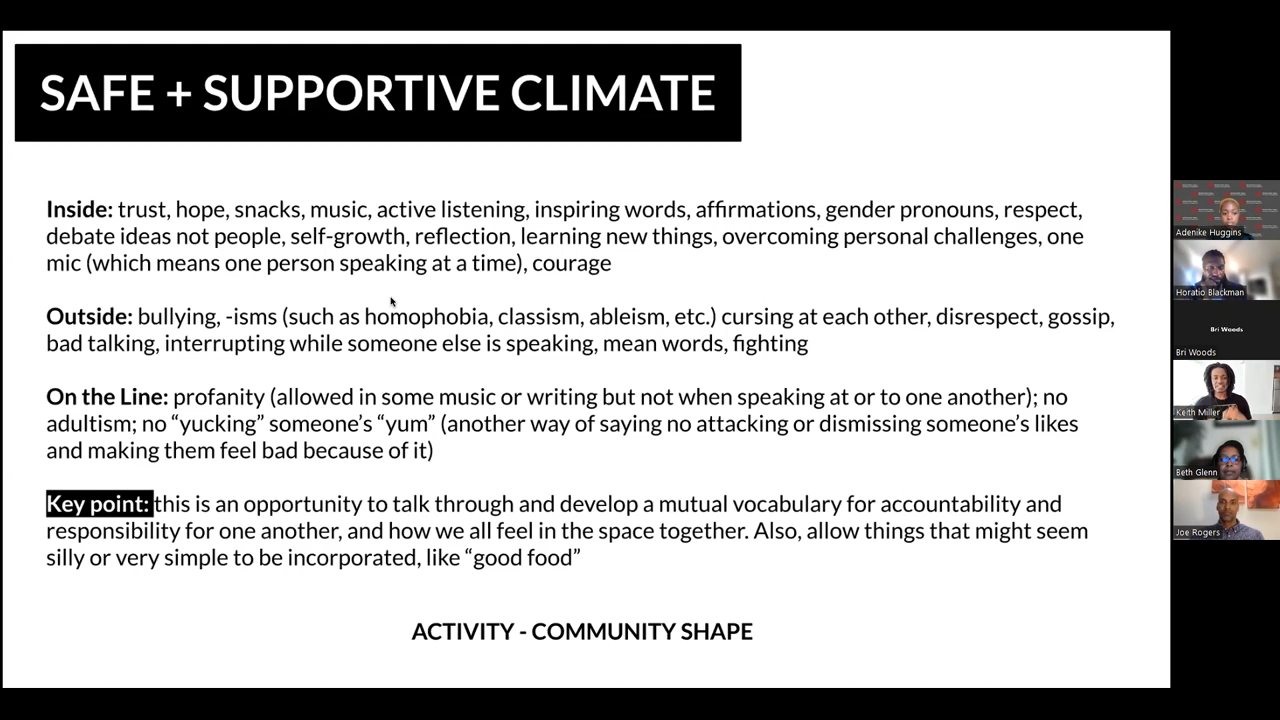 SAFE + SUPPORTIVE CLIMATE
Inside: trust, hope, snacks, music, active listening, inspiring words, affirmations, gender pronouns, respect,
debate ideas not people, self-growth, reflection, learning new things, overcoming personal challenges, one
mic (which means one person speaking at a time), courage
Outside: bullying, -isms (such as homophobia, classism, ableism, etc.) cursing at each other, disrespect, gossip,
bad talking, interrupting while someone else is speaking, mean words, fighting
On the Line: profanity (allowed in some music or writing but not when speaking at or to one another); no
adultism; no “yucking” someone’s “yum” (another way of saying no attacking or dismissing someone’s likes
and making them feel bad because of it)
Key point: this is an opportunity to talk through and develop a mutual vocabulary for accountability and
responsibility for one another, and how we all feel in the space together. Also, allow things that might seem
silly or very simple to be incorporated, like “good food”
ACTIVITY - COMMUNITY SHAPE
Adenike Huggins
Horatio Blackman
Bri Woods
Bri Woods
Keith Miller
Beth Glenn
Joe Rogers